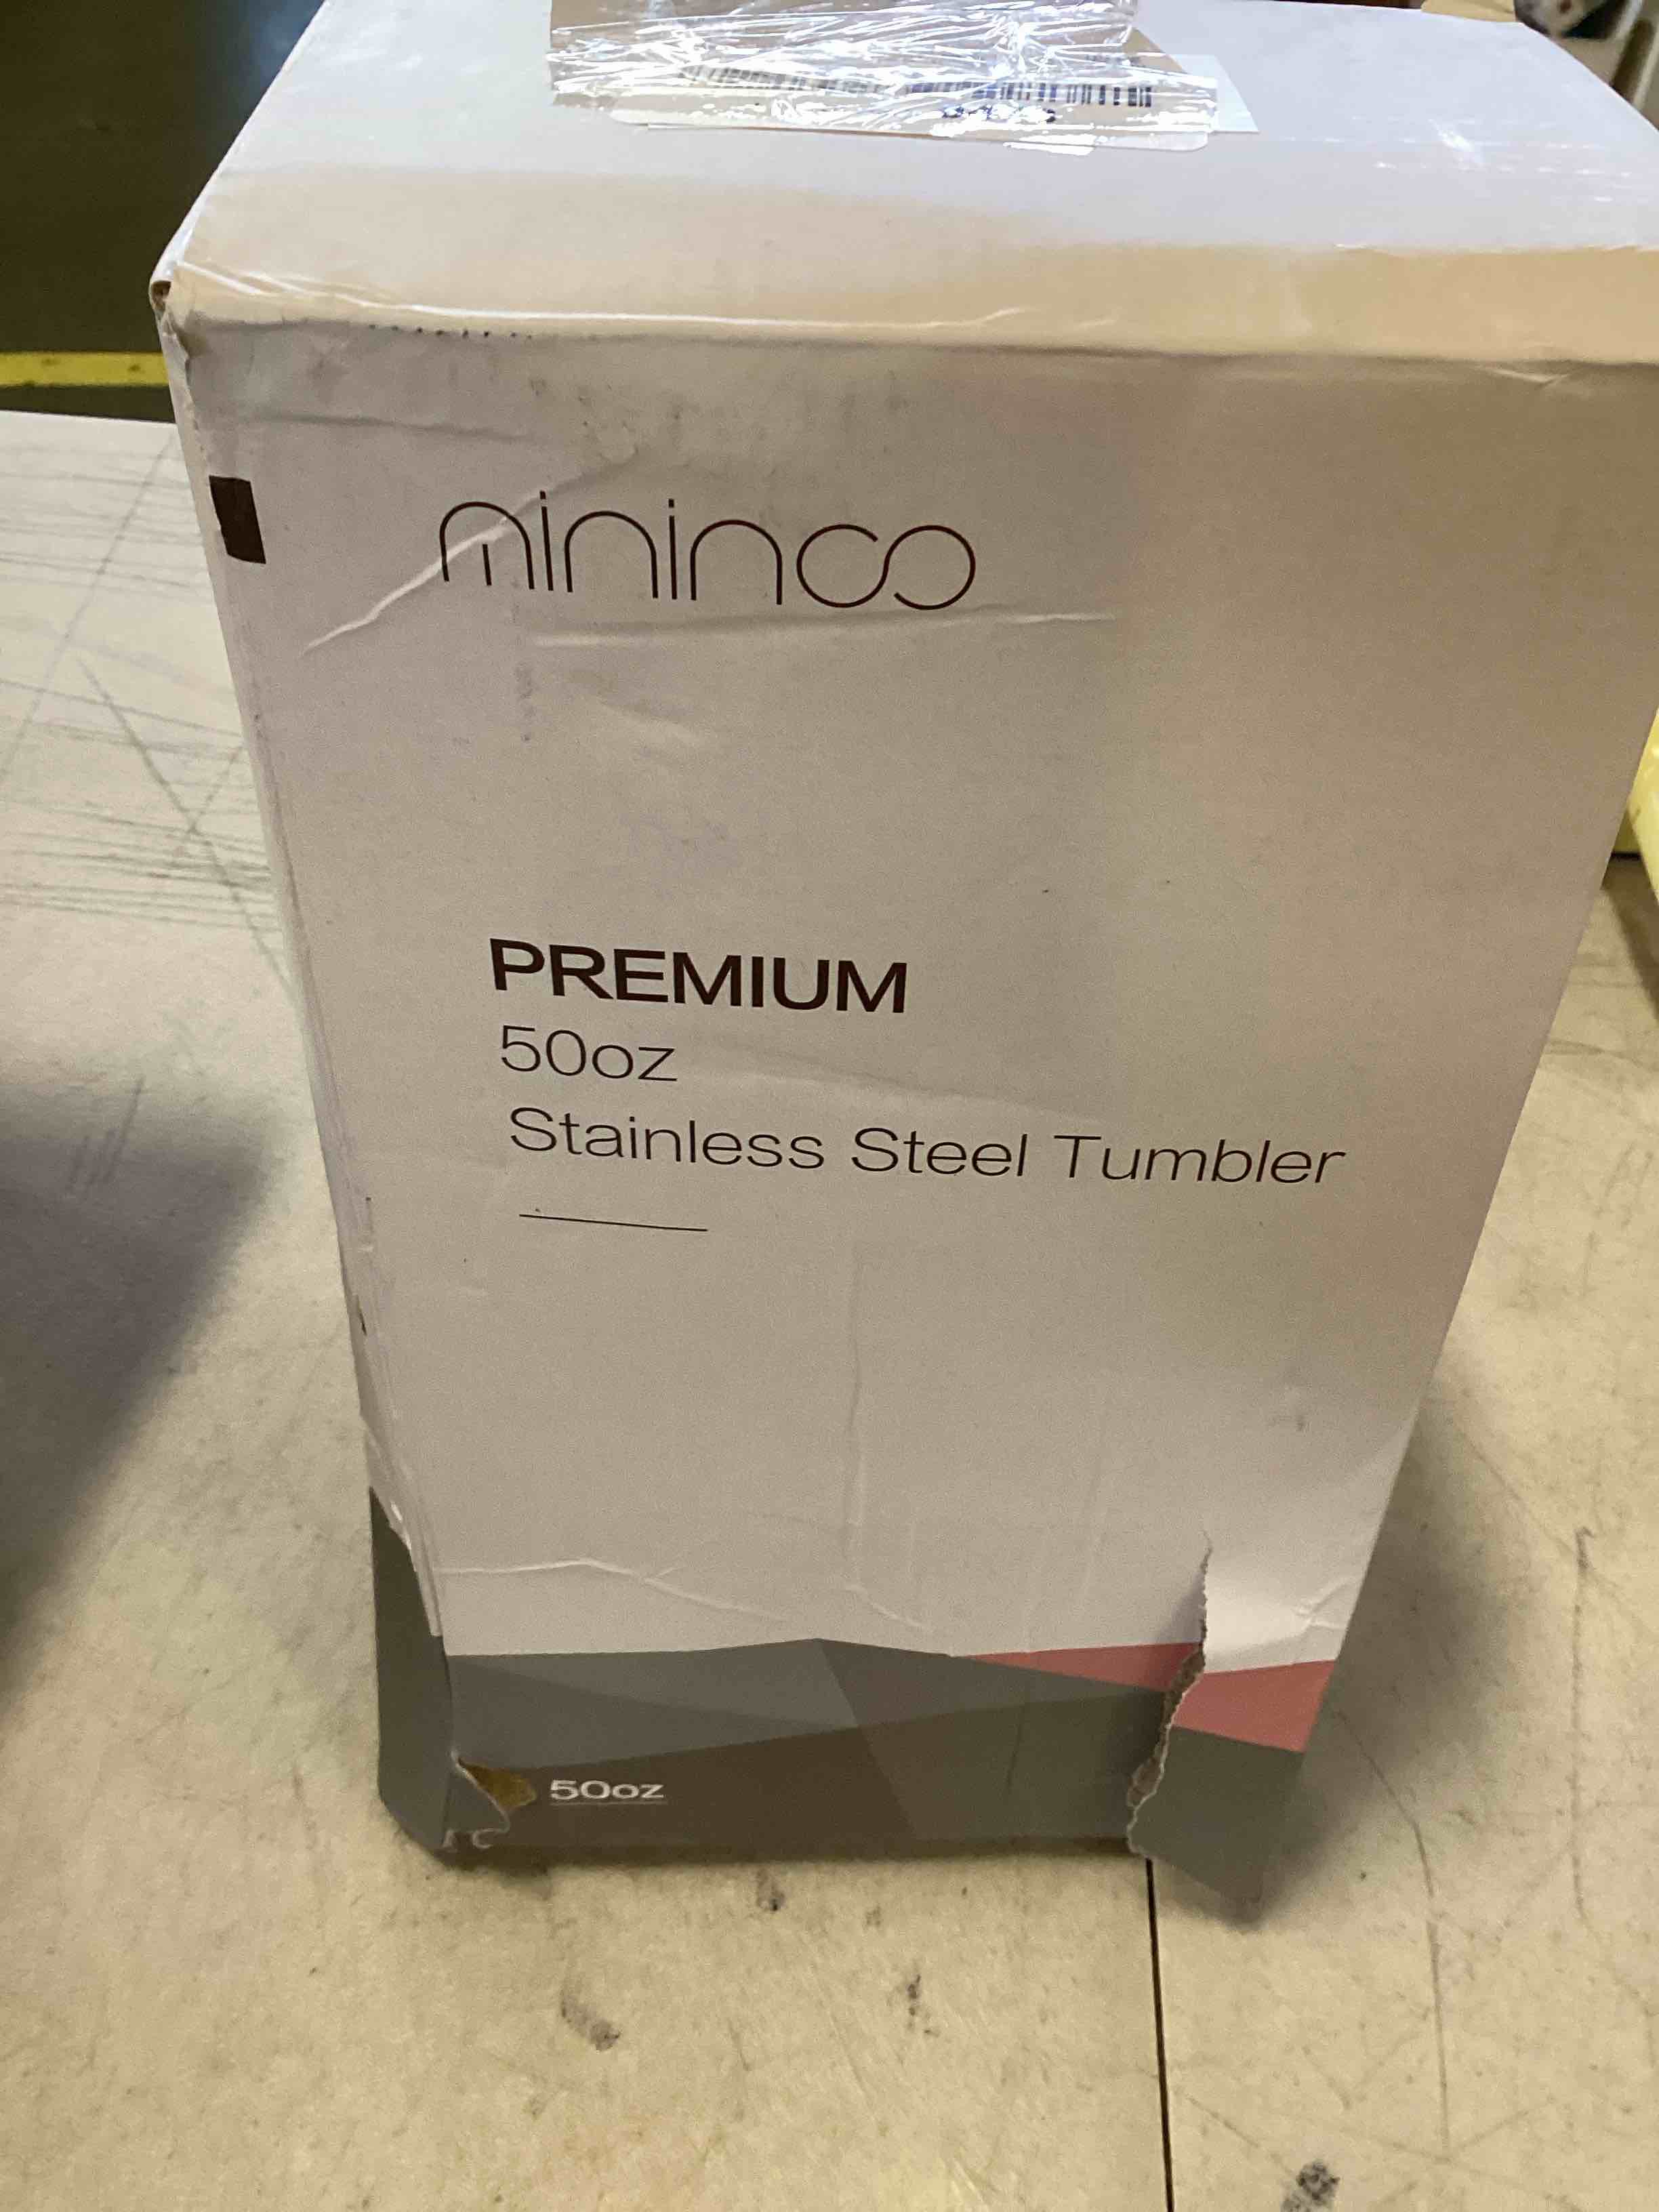 mininco
PREMIUM
50oz
Stainless Steel Tumbler
50oz